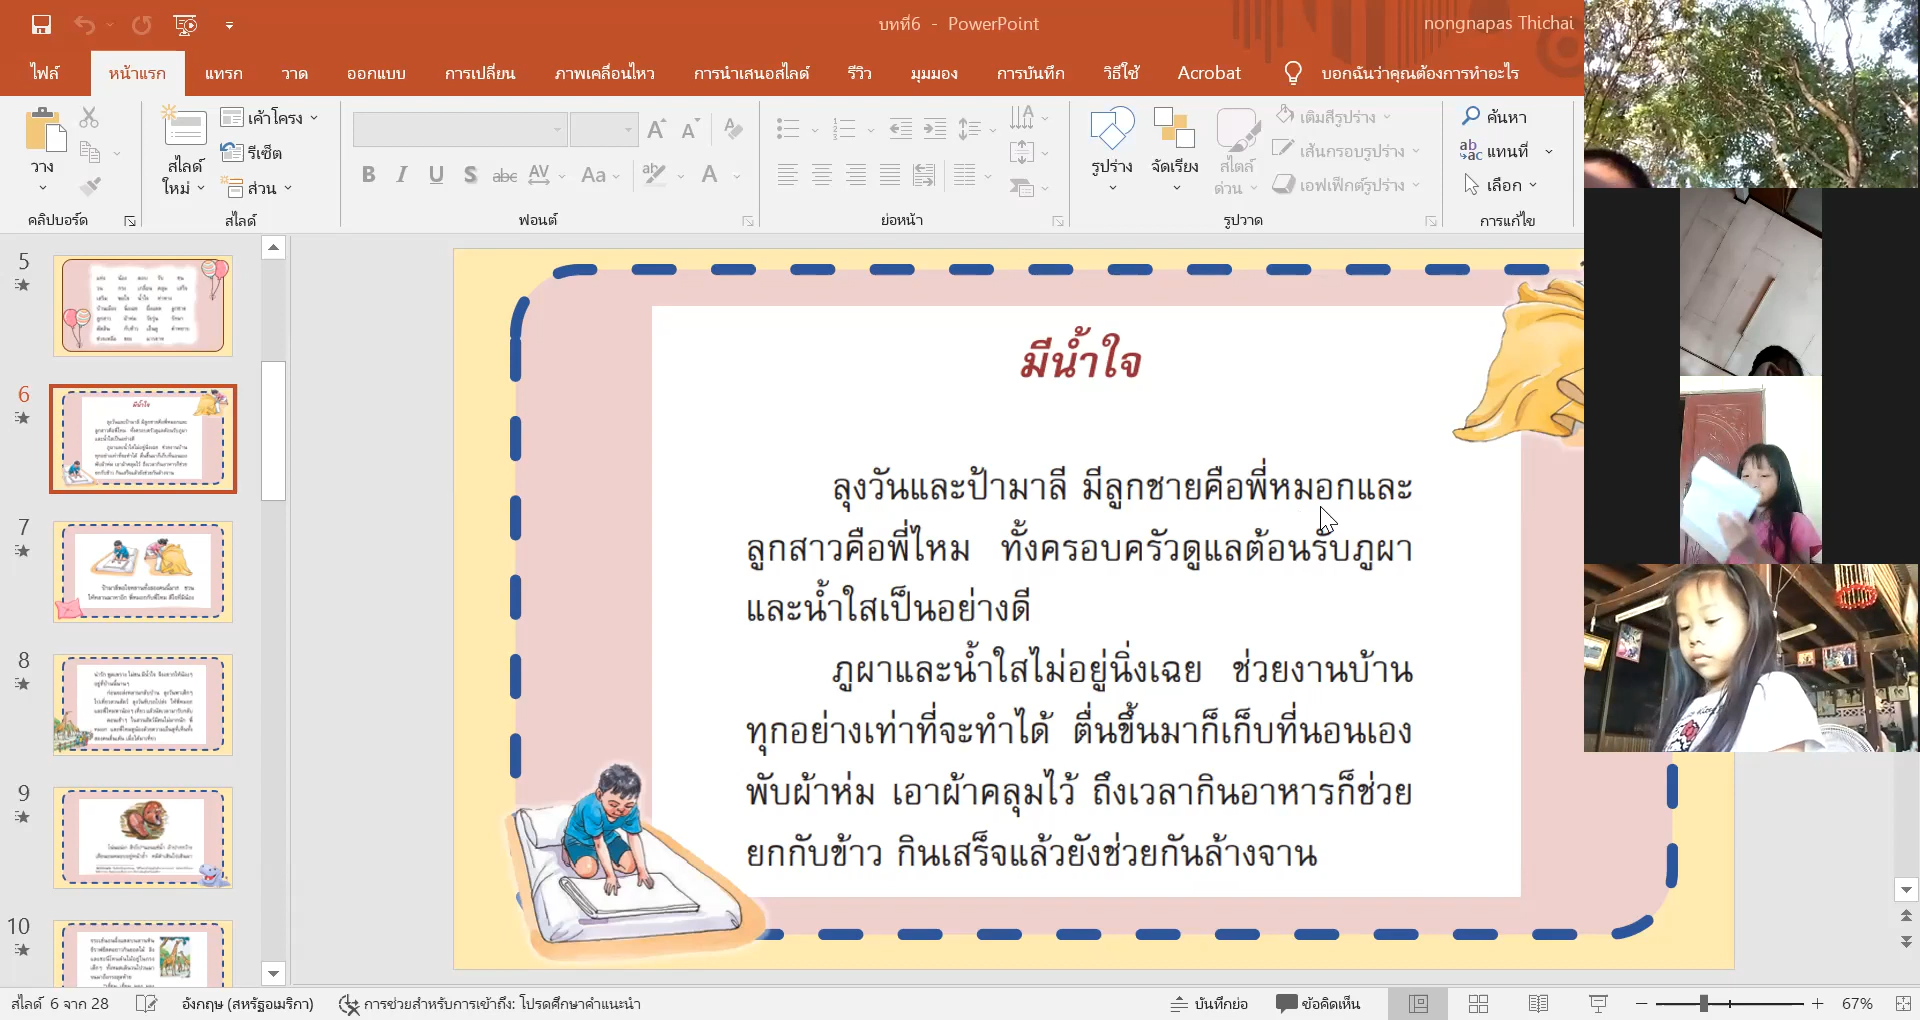 บทที่6 - PowerPoint
nongnapas Thichai
ไฟล์ หน้าแรก แทรก วาด ออกแบบ การเปลี่ยน ภาพเคลื่อนไหว การนำเสนอสไลด์ รีวิว มุมมอง การบันทึก วิธีใช้ Acrobat บอกฉันว่าคุณต้องการทำอะไร
วาง
สไลด์
ใหม่
เค้าโครง
รีเซ็ต
ส่วน
รูปร่าง
จัดเรียง
สไตล์
ด่วน
เติมสีรูปร่าง
เส้นกรอบรูปร่าง
เอฟเฟ็กต์รูปร่าง
ค้นหา
แทนที่
เลือก
คลิปบอร์ด สไลด์ ฟอนต์ ย่อหน้า รูปวาด การแก้ไข
5
6
7
8
9
10
มีน้ำใจ
ลุงวันและป้ามาลี มีลูกชายคือพี่หมอกและ
ลูกสาวคือพี่ไหม ทั้งครอบครัวดูแลต้อนรับภูผา
และน้ำใสเป็นอย่างดี
ภูผาและน้ำใสไม่อยู่นิ่งเฉย ช่วยงานบ้าน
ทุกอย่างเท่าที่จะทำได้ ตื่นขึ้นมาก็เก็บที่นอนเอง
พับผ้าห่ม เอาผ้าคลุมไว้ ถึงเวลากินอาหารก็ช่วย
ยกกับข้าว กินเสร็จแล้วยังช่วยกันล้างจาน
สไลด์ 6 จาก 28 อังกฤษ (สหรัฐอเมริกา) การช่วยสำหรับการเข้าถึง: โปรดศึกษาคำแนะนำ บันทึกย่อ ข้อคิดเห็น 67%